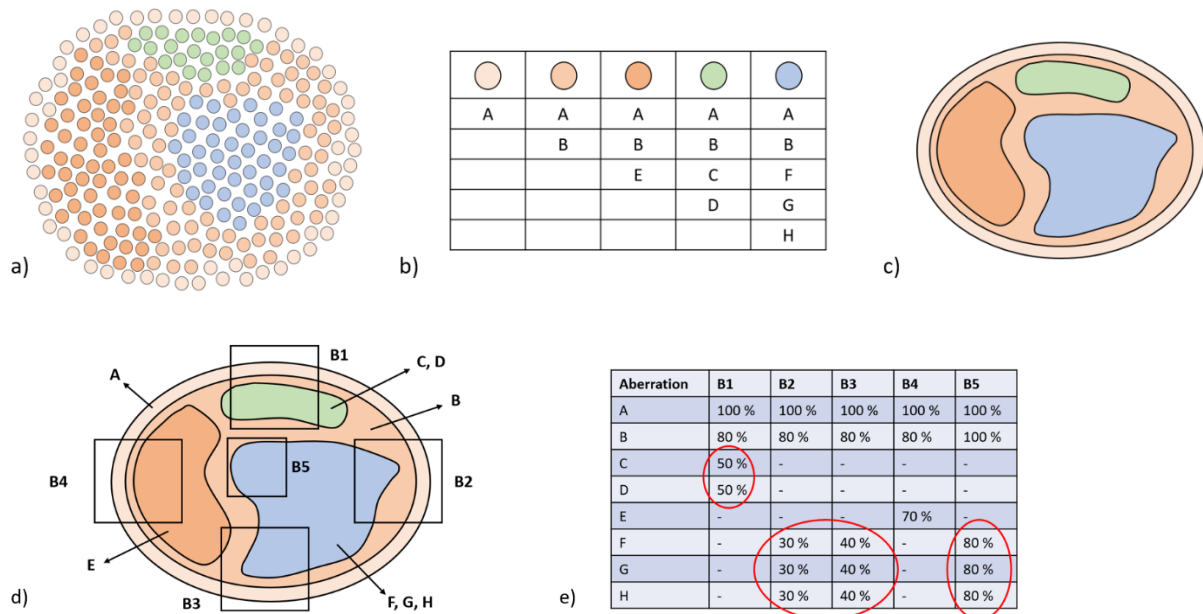 a)
A A A A A
B B B B
E C F
D G
H
b)
c)
B1
C, D
A
B
B4
B5
B2
E
B3
F, G, H
d)
Aberration B1 B2 B3 B4 B5
A 100 % 100 % 100 % 100 % 100 %
B 80 % 80 % 80 % 80 % 100 %
C 50 % - - - -
D 50 % - - - -
E - - - 70 % -
F - 30 % 40 % - 80 %
G - 30 % 40 % - 80 %
H - 30 % 40 % - 80 %
e)